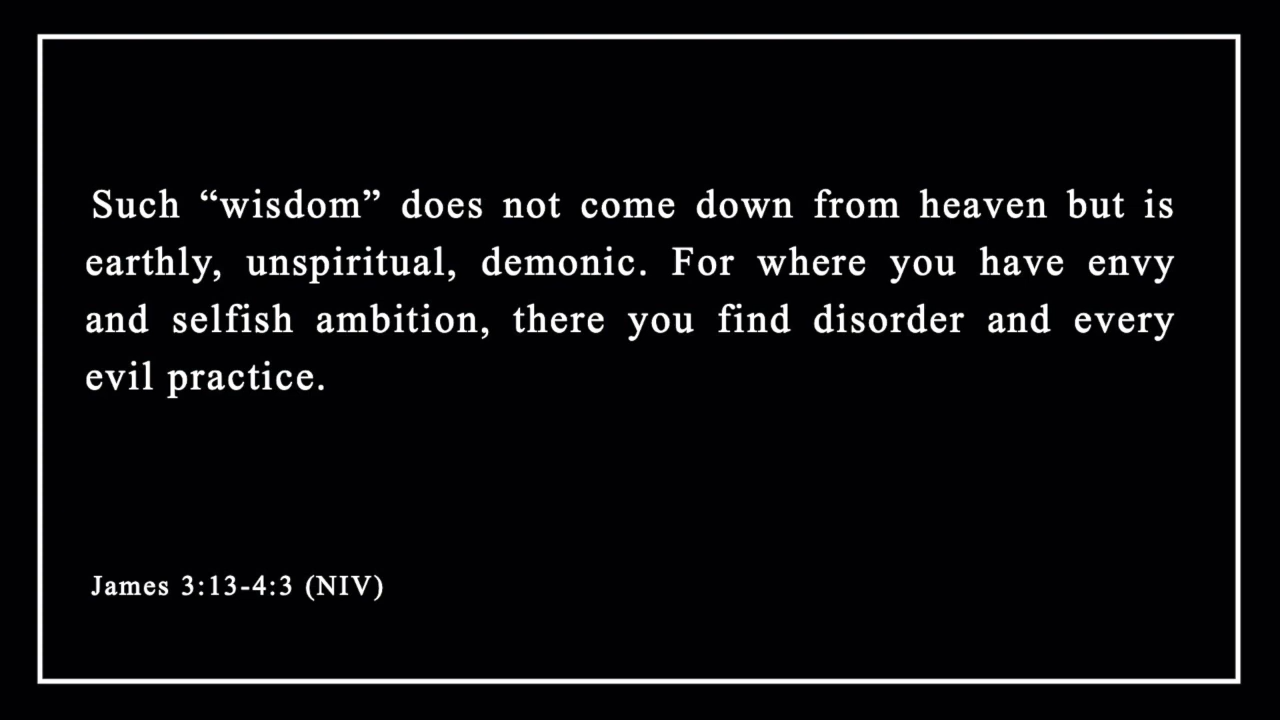 Such “wisdom” does not come down from heaven but is
earthly, unspiritual, demonic. For where you have envy
and selfish ambition, there you find disorder and every
evil practice.
James 3:13-4:3 (NIV)